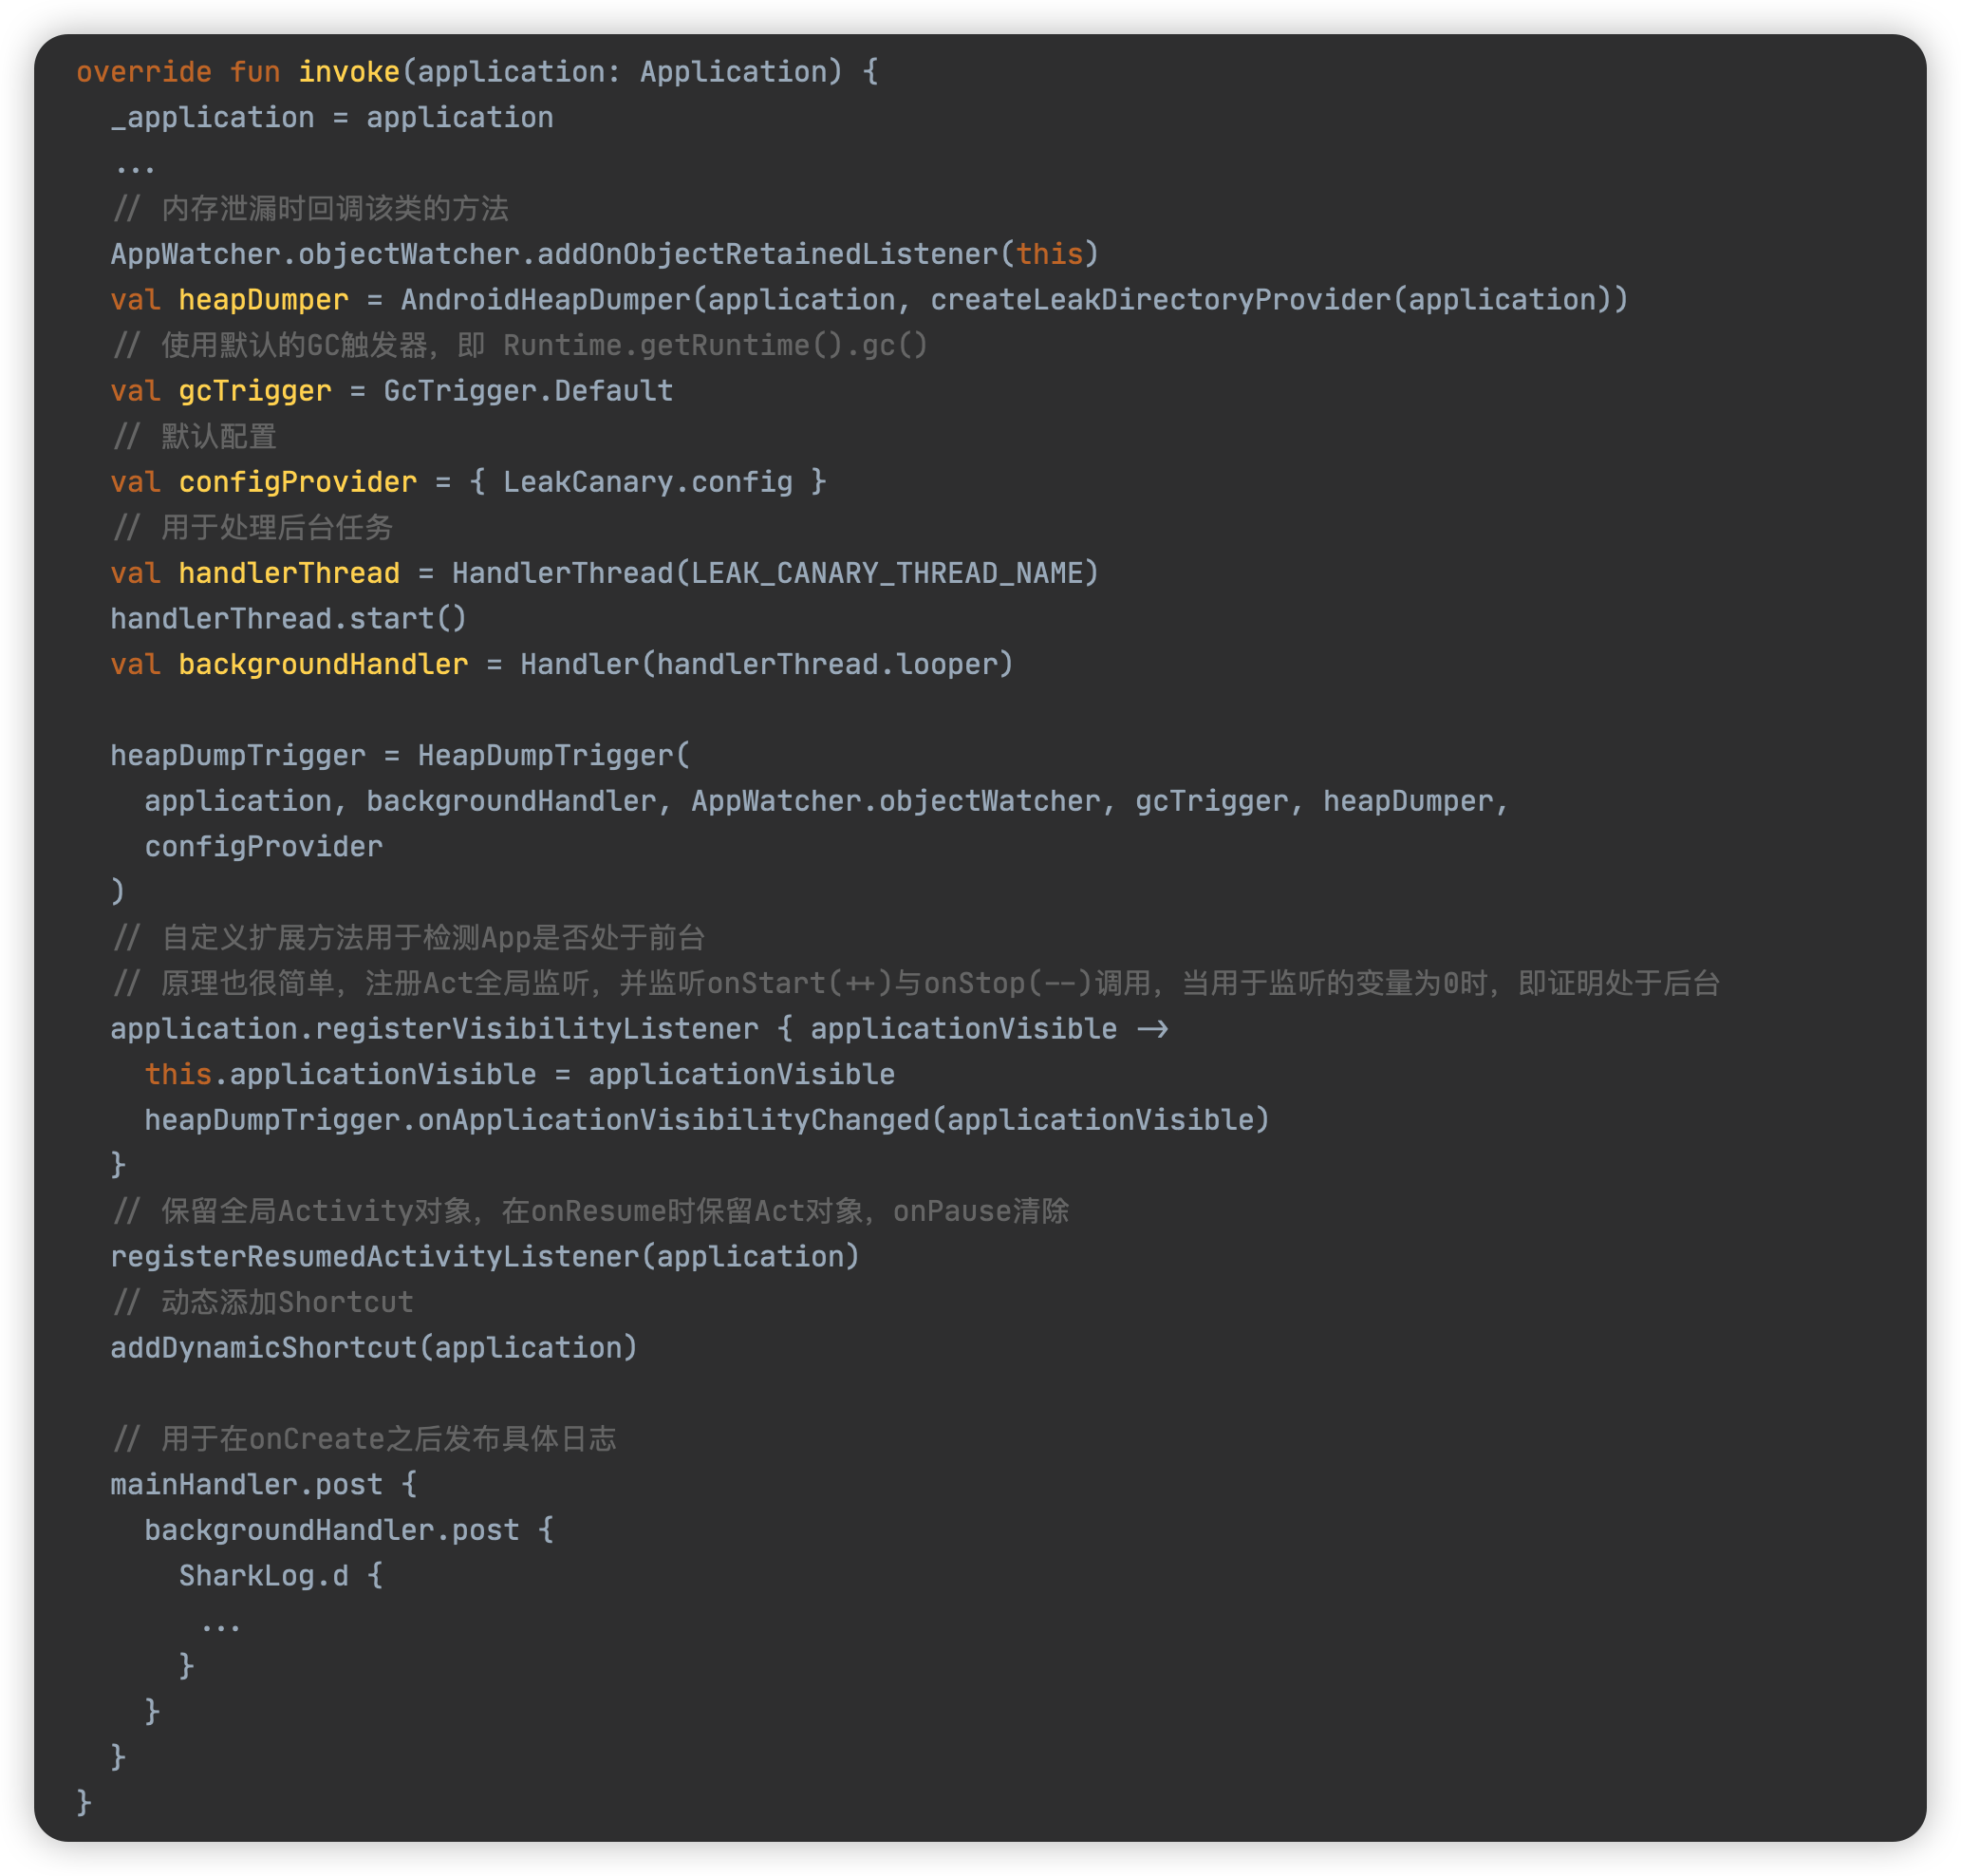 override fun invoke(application: Application) {
  _application = application
  ...
  // 内存泄漏时回调该类的方法
  AppWatcher.objectWatcher.addOnObjectRetainedListener(this)
  val heapDumper = AndroidHeapDumper(application, createLeakDirectoryProvider(application))
  // 使用默认的GC触发器，即 Runtime.getRuntime().gc()
  val gcTrigger = GcTrigger.Default
  // 默认配置
  val configProvider = { LeakCanary.config }
  // 用于处理后台任务
  val handlerThread = HandlerThread(LEAK_CANARY_THREAD_NAME)
  handlerThread.start()
  val backgroundHandler = Handler(handlerThread.looper)

  heapDumpTrigger = HeapDumpTrigger(
    application, backgroundHandler, AppWatcher.objectWatcher, gcTrigger, heapDumper,
    configProvider
  )
  // 自定义扩展方法用于检测App是否处于前台
  // 原理也很简单，注册Act全局监听，并监听onStart(++)与onStop(--)调用，当用于监听的变量为0时，即证明处于后台
  application.registerVisibilityListener { applicationVisible ->
    this.applicationVisible = applicationVisible
    heapDumpTrigger.onApplicationVisibilityChanged(applicationVisible)
  }
  // 保留全局Activity对象，在onResume时保留Act对象，onPause清除
  registerResumedActivityListener(application)
  // 动态添加Shortcut
  addDynamicShortcut(application)

  // 用于在onCreate之后发布具体日志
  mainHandler.post {
    backgroundHandler.post {
      SharkLog.d {
       ...
      }
    }
  }
}